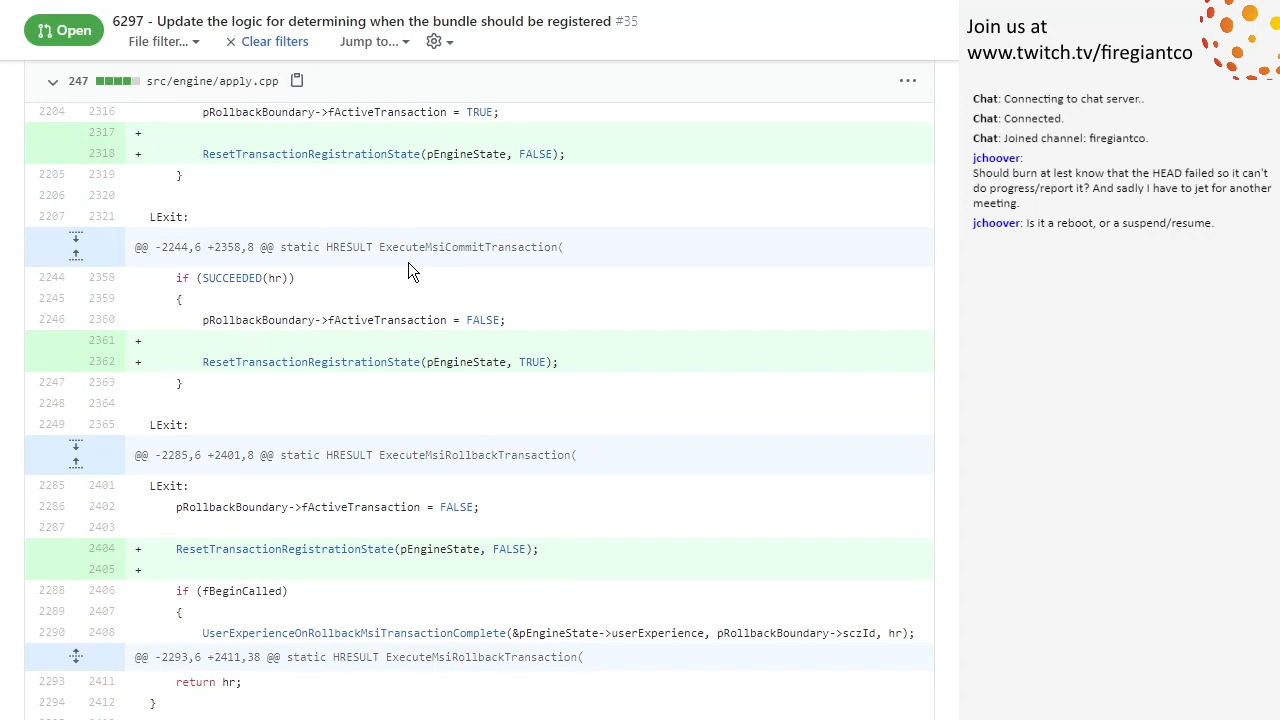 Open
6297 - Update the logic for determining when the bundle should be registered #35
File filter... Clear filters Jump to...
247 src/engine/apply.cpp
2204 2316 pRollbackBoundary->fActiveTransaction = TRUE;
2317 +
2318 + ResetTransactionRegistrationState(pEngineState, FALSE);
2205 2319 }
2206 2320
2207 2321 LExit:
@@ -2244,6 +2358,8 @@ static HRESULT ExecuteMsiCommitTransaction(
2244 2358 if (SUCCEEDED(hr))
2245 2359 {
2246 2360 pRollbackBoundary->fActiveTransaction = FALSE;
2361 +
2362 + ResetTransactionRegistrationState(pEngineState, TRUE);
2247 2363 }
2248 2364
2249 2365 LExit:
@@ -2285,6 +2401,8 @@ static HRESULT ExecuteMsiRollbackTransaction(
2285 2401 LExit:
2286 2402 pRollbackBoundary->fActiveTransaction = FALSE;
2287 2403
2404 + ResetTransactionRegistrationState(pEngineState, FALSE);
2405 +
2288 2406 if (fBeginCalled)
2289 2407 {
2290 2408 UserExperienceOnRollbackMsiTransactionComplete(&pEngineState->userExperience, pRollbackBoundary->sczId, hr);
@@ -2293,6 +2411,38 @@ static HRESULT ExecuteMsiRollbackTransaction(
2293 2411 return hr;
2294 2412 }
Join us at
www.twitch.tv/firegiantco
Chat: Connecting to chat server..
Chat: Connected.
Chat: Joined channel: firegiantco.
jchoover:
Should burn at lest know that the HEAD failed so it can't
do progress/report it? And sadly I have to jet for another
meeting.
jchoover: Is it a reboot, or a suspend/resume.